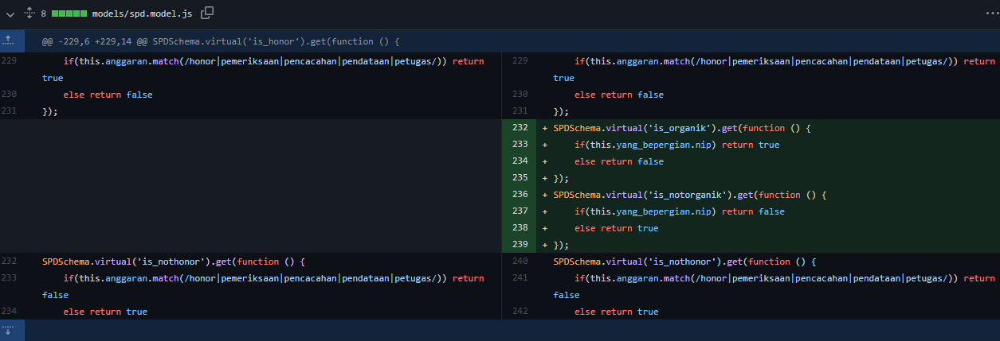 8 models/spd.model.js
@@ -229,6 +229,14 @@ SPDSchema.virtual('is_honor').get(function () {
229 if(this.anggaran.match(/honor|pemeriksaan|pencacahan|pendataan|petugas/)) return
true
230 else return false
231 });
232 SPDSchema.virtual('is_nothonor').get(function () {
233 if(this.anggaran.match(/honor|pemeriksaan|pencacahan|pendataan|petugas/)) return
false
234 else return true
229 if(this.anggaran.match(/honor|pemeriksaan|pencacahan|pendataan|petugas/)) return
true
230 else return false
231 });
232 + SPDSchema.virtual('is_organik').get(function () {
233 + if(this.yang_bepergian.nip) return true
234 + else return false
235 + });
236 + SPDSchema.virtual('is_notorganik').get(function () {
237 + if(this.yang_bepergian.nip) return false
238 + else return true
239 + });
240 SPDSchema.virtual('is_nothonor').get(function () {
241 if(this.anggaran.match(/honor|pemeriksaan|pencacahan|pendataan|petugas/)) return
false
242 else return true